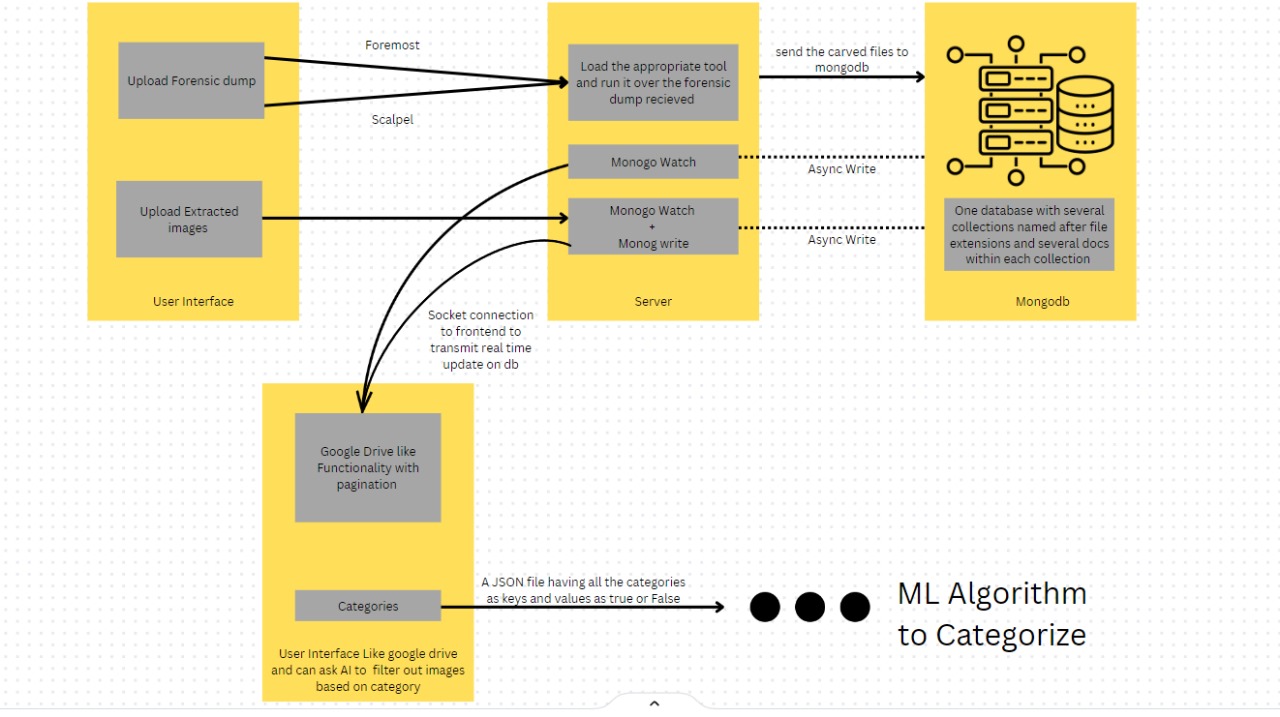 Upload Forensic dump
Foremost
Scalpel
Load the appropriate tool
and run it over the forensic
dump recieved
send the carved files to
mongodb
Monogo Watch
Async Write
Upload Extracted
images
Monogo Watch
+
Monog write
Async Write
One database with several
collections named after file
extensions and several docs
within each collection
User Interface
Server
Mongodb
Socket connection
to frontend to
transmit real time
update on db
Google Drive like
Functionality with
pagination
Categories
A JSON file having all the categories
as keys and values as true or False
ML Algorithm
to Categorize
User Interface Like google drive
and can ask AI to filter out images
based on category